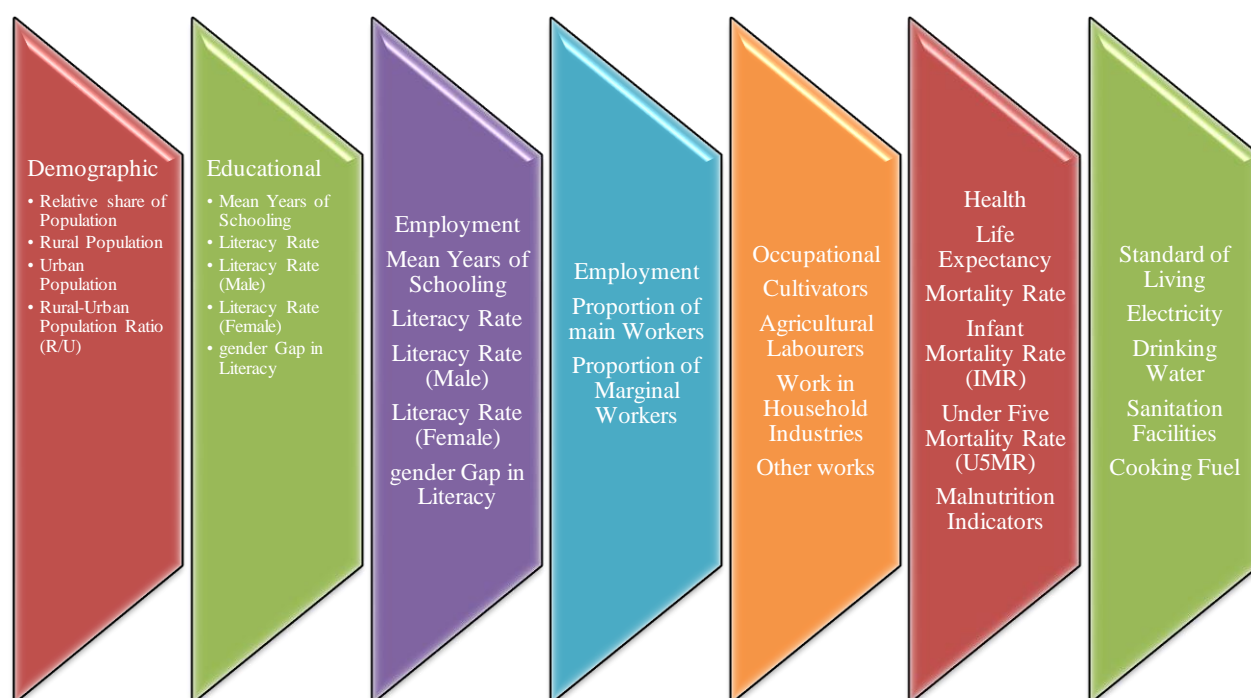 Demographic
• Relative share of
Population
• Rural Population
• Urban
Population
• Rural-Urban
Population Ratio
(R/U)
Educational
• Mean Years of
Schooling
• Literacy Rate
• Literacy Rate
(Male)
• Literacy Rate
(Female)
• gender Gap in
Literacy
Employment
Mean Years of
Schooling
Literacy Rate
Literacy Rate
(Male)
Literacy Rate
(Female)
gender Gap in
Literacy
Employment
Proportion of
main Workers
Proportion of
Marginal
Workers
Occupational
Cultivators
Agricultural
Labourers
Work in
Household
Industries
Other works
Health
Life
Expectancy
Mortality Rate
Infant
Mortality Rate
(IMR)
Under Five
Mortality Rate
(U5MR)
Malnutrition
Indicators
Standard of
Living
Electricity
Drinking
Water
Sanitation
Facilities
Cooking Fuel